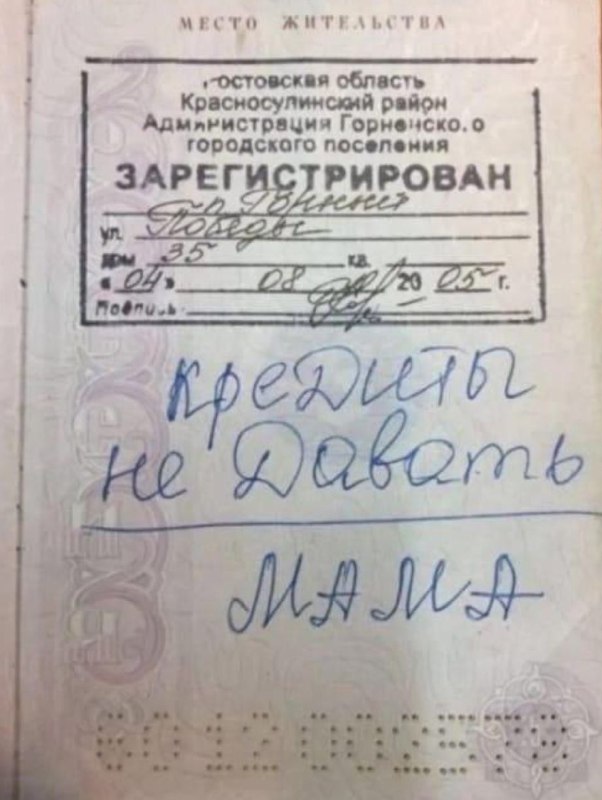 МЕСТО ЖИТЕЛЬСТВА
Ростовская область
Красносулинский район
Администрация Горненского
городского поселения
ЗАРЕГИСТРИРОВАН
п. Горный
ул. Победы
дом 35 кв.
« 04 » 08 20 05 г.
Подпись
кредиты
не давать
МАМА